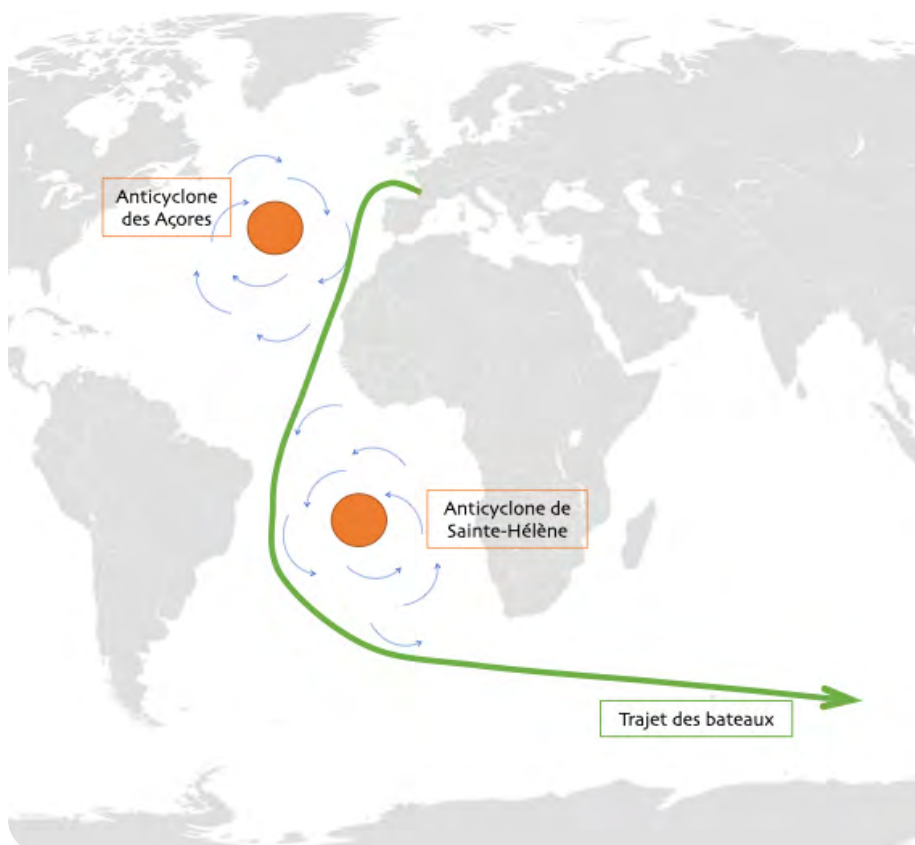 Anticyclone
des Açores
Anticyclone de
Sainte-Hélène
Trajet des bateaux